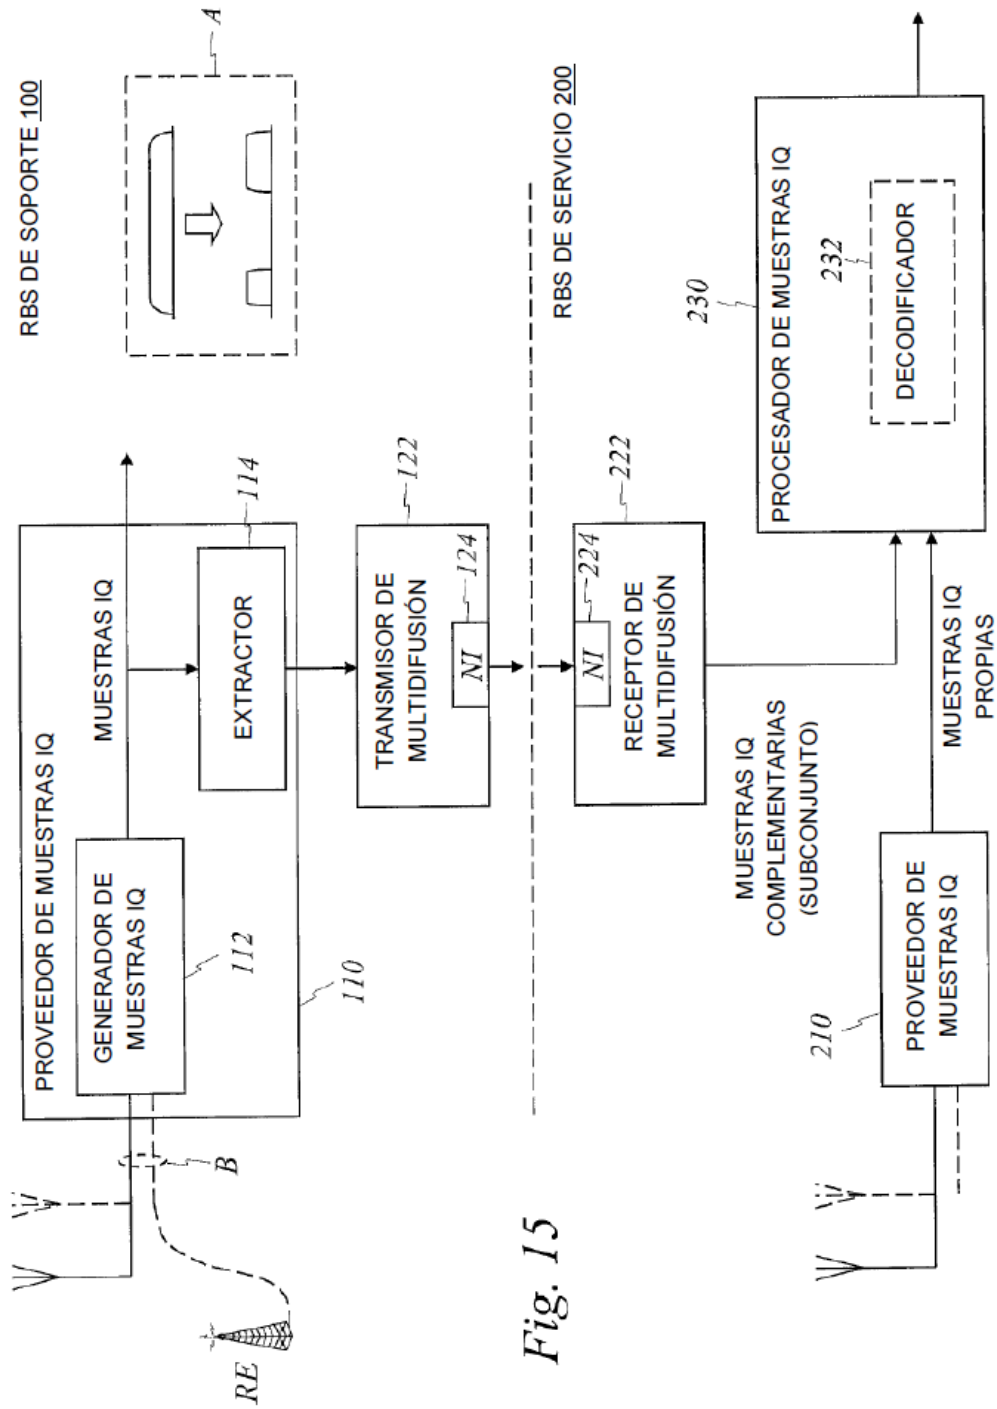 RBS DE SOPORTE 100
A
PROVEEDOR DE MUESTRAS IQ
GENERADOR DE
MUESTRAS IQ
112
MUESTRAS IQ
EXTRACTOR
114
110
B
RE
TRANSMISOR DE
MULTIDIFUSIÓN
122
NI
124
RBS DE SERVICIO 200
NI
224
RECEPTOR DE
MULTIDIFUSIÓN
222
MUESTRAS IQ
COMPLEMENTARIAS
(SUBCONJUNTO)
PROCESADOR DE MUESTRAS IQ
230
DECODIFICADOR
232
210
PROVEEDOR DE
MUESTRAS IQ
MUESTRAS IQ
PROPIAS
Fig. 15